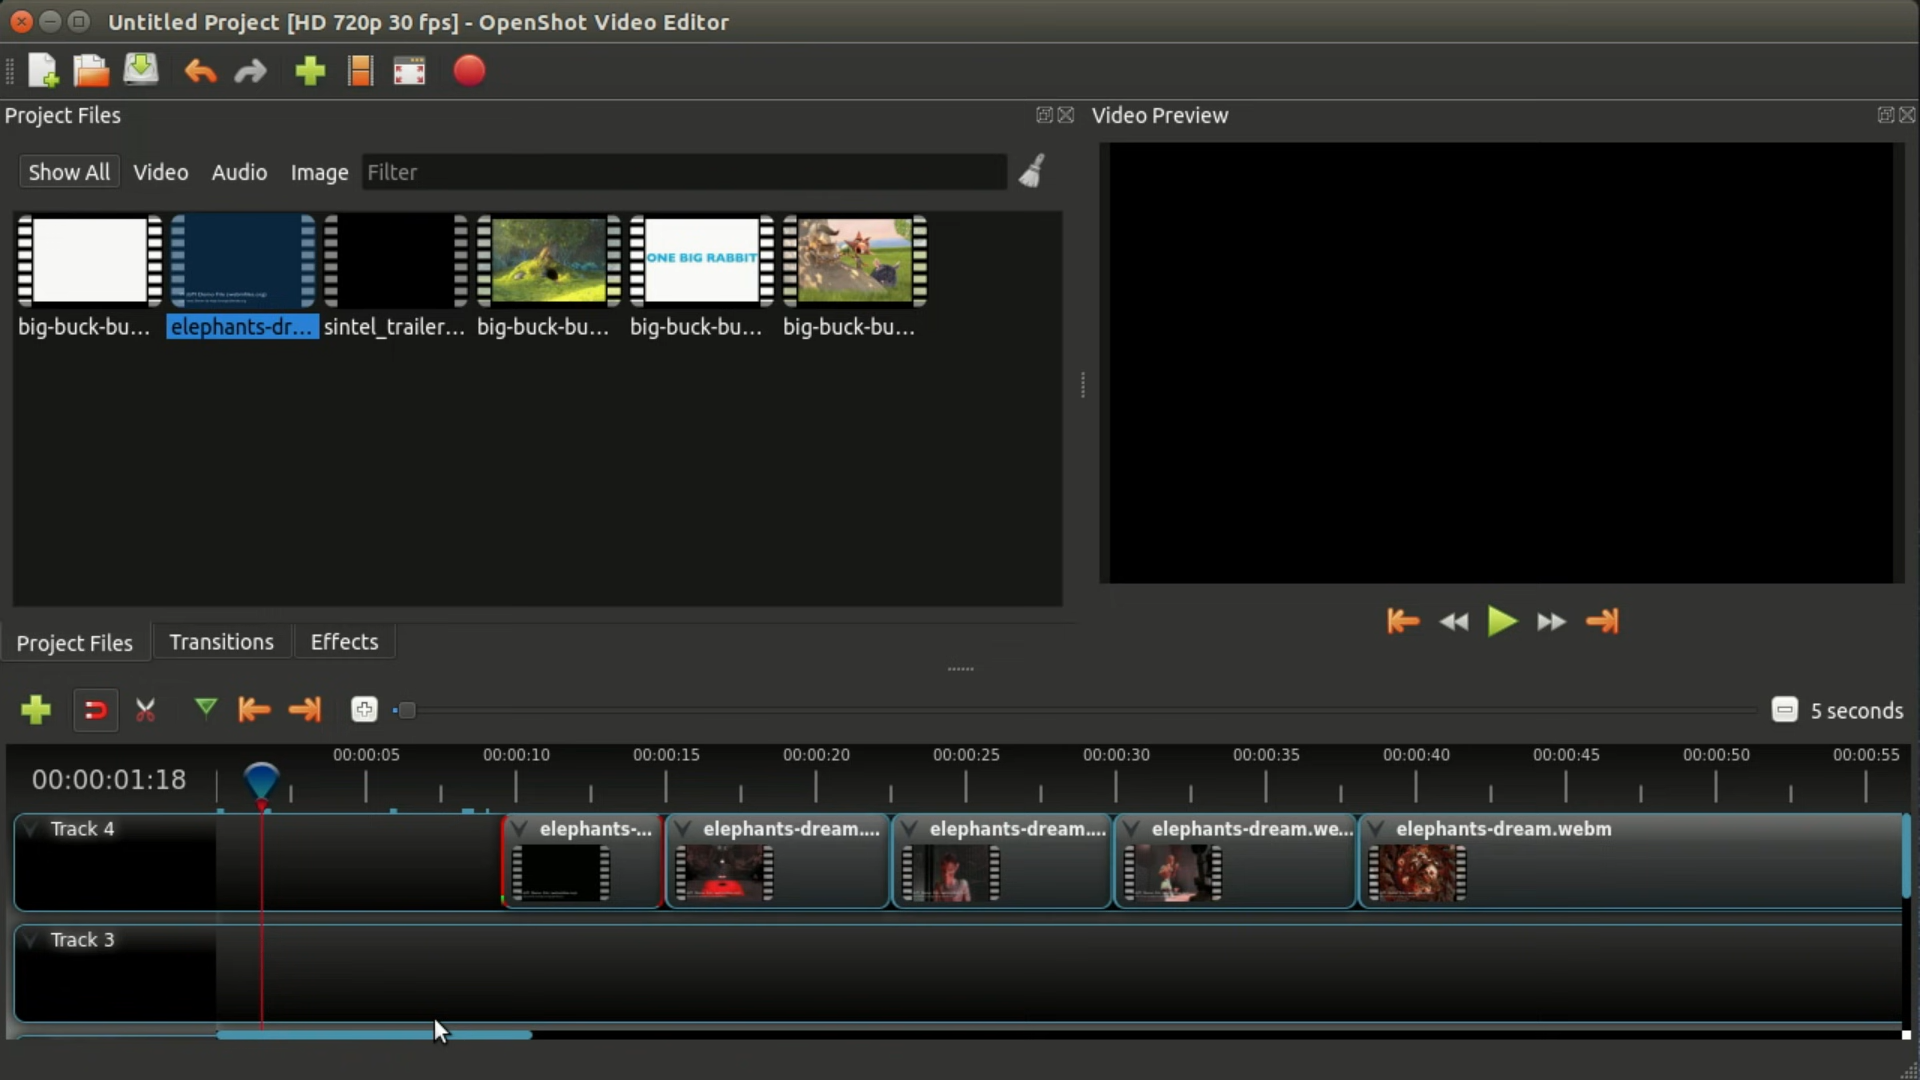 Untitled Project [HD 720p 30 fps] - OpenShot Video Editor
Project Files
Video Preview
Show All Video Audio Image Filter
ONE BIG RABBIT
big-buck-bu... elephants-dr... sintel_trailer... big-buck-bu... big-buck-bu... big-buck-bu...
Project Files Transitions Effects
5 seconds
00:00:01:18
00:00:05 00:00:10 00:00:15 00:00:20 00:00:25 00:00:30 00:00:35 00:00:40 00:00:45 00:00:50 00:00:55
Track 4
elephants-... elephants-dream.... elephants-dream.... elephants-dream.we... elephants-dream.webm
Track 3